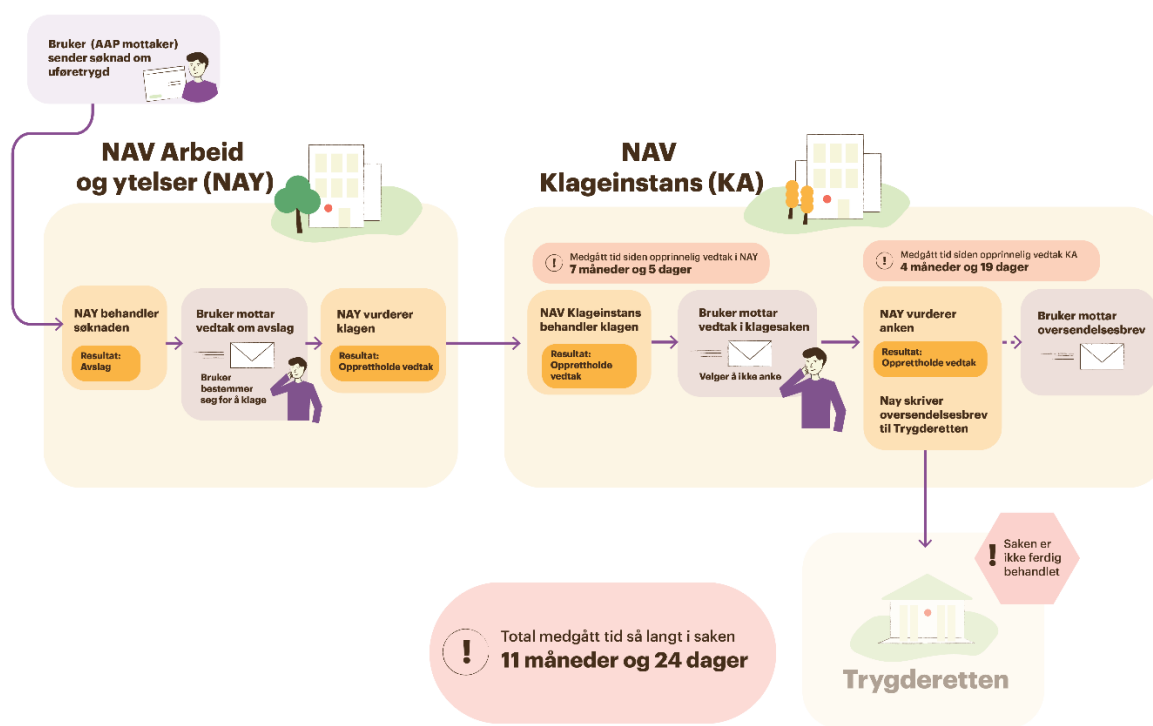 Bruker (AAP mottaker)
sender søknad om
uføretrygd
NAV Arbeid
og ytelser (NAY)
NAY behandler
søknaden
Resultat:
Avslag
Bruker mottar
vedtak om avslag
Bruker
bestemmer
seg for å klage
NAY vurderer
klagen
Resultat:
Opprettholde vedtak
NAV
Klageinstans (KA)
! Medgått tid siden opprinnelig vedtak i NAY
7 måneder og 5 dager
NAV Klageinstans
behandler klagen
Resultat:
Opprettholde
vedtak
Bruker mottar
vedtak i klagesaken
Velger å ikke anke
! Medgått tid siden opprinnelig vedtak KA
4 måneder og 19 dager
NAY vurderer
anken
Resultat:
Opprettholde vedtak
Nay skriver
oversendelsesbrev
til Trygderetten
Bruker mottar
oversendelsesbrev
! Saken er
ikke ferdig
behandlet
Trygderetten
! Total medgått tid så langt i saken
11 måneder og 24 dager